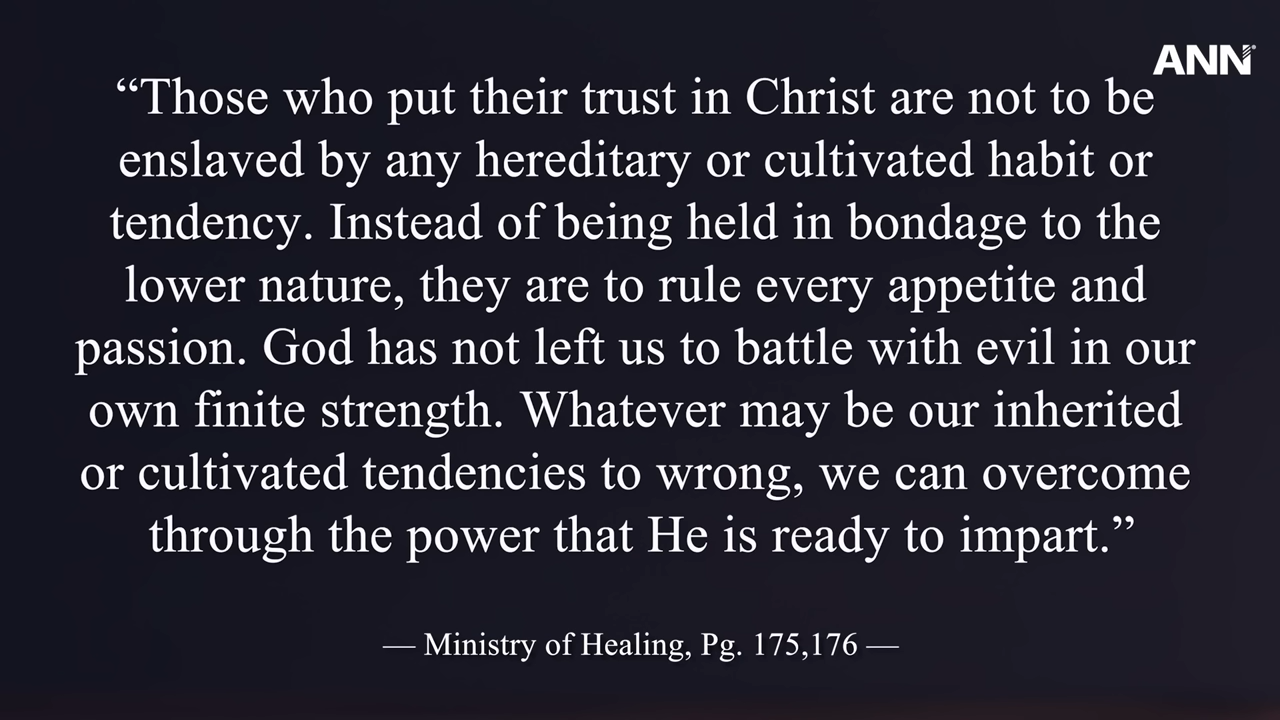 ANN
“Those who put their trust in Christ are not to be
enslaved by any hereditary or cultivated habit or
tendency. Instead of being held in bondage to the
lower nature, they are to rule every appetite and
passion. God has not left us to battle with evil in our
own finite strength. Whatever may be our inherited
or cultivated tendencies to wrong, we can overcome
through the power that He is ready to impart.”
— Ministry of Healing, Pg. 175,176 —